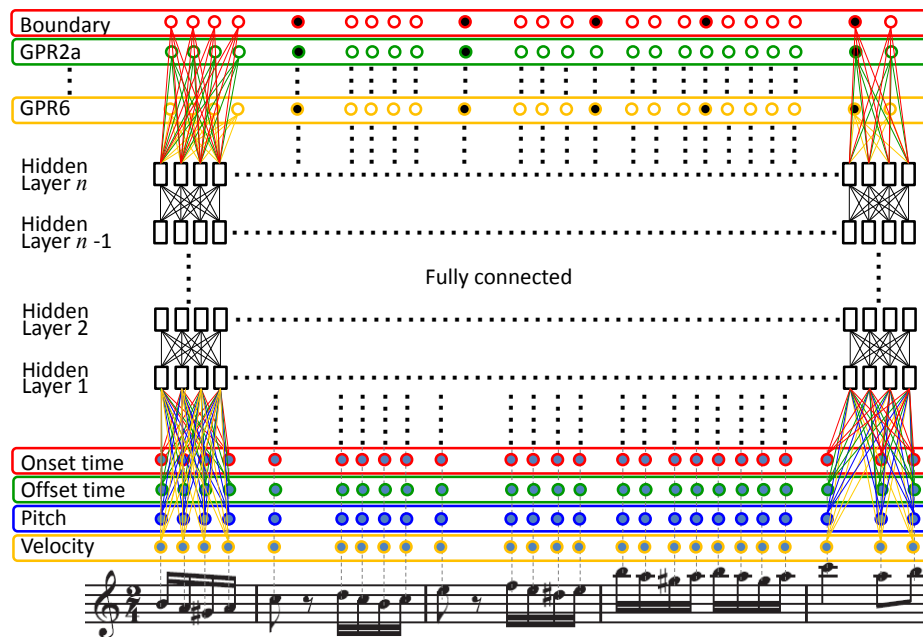 Boundary
GPR2a
GPR6
Hidden
Layer n
Hidden
Layer n -1
Fully connected
Hidden
Layer 2
Hidden
Layer 1
Onset time
Offset time
Pitch
Velocity
2
4